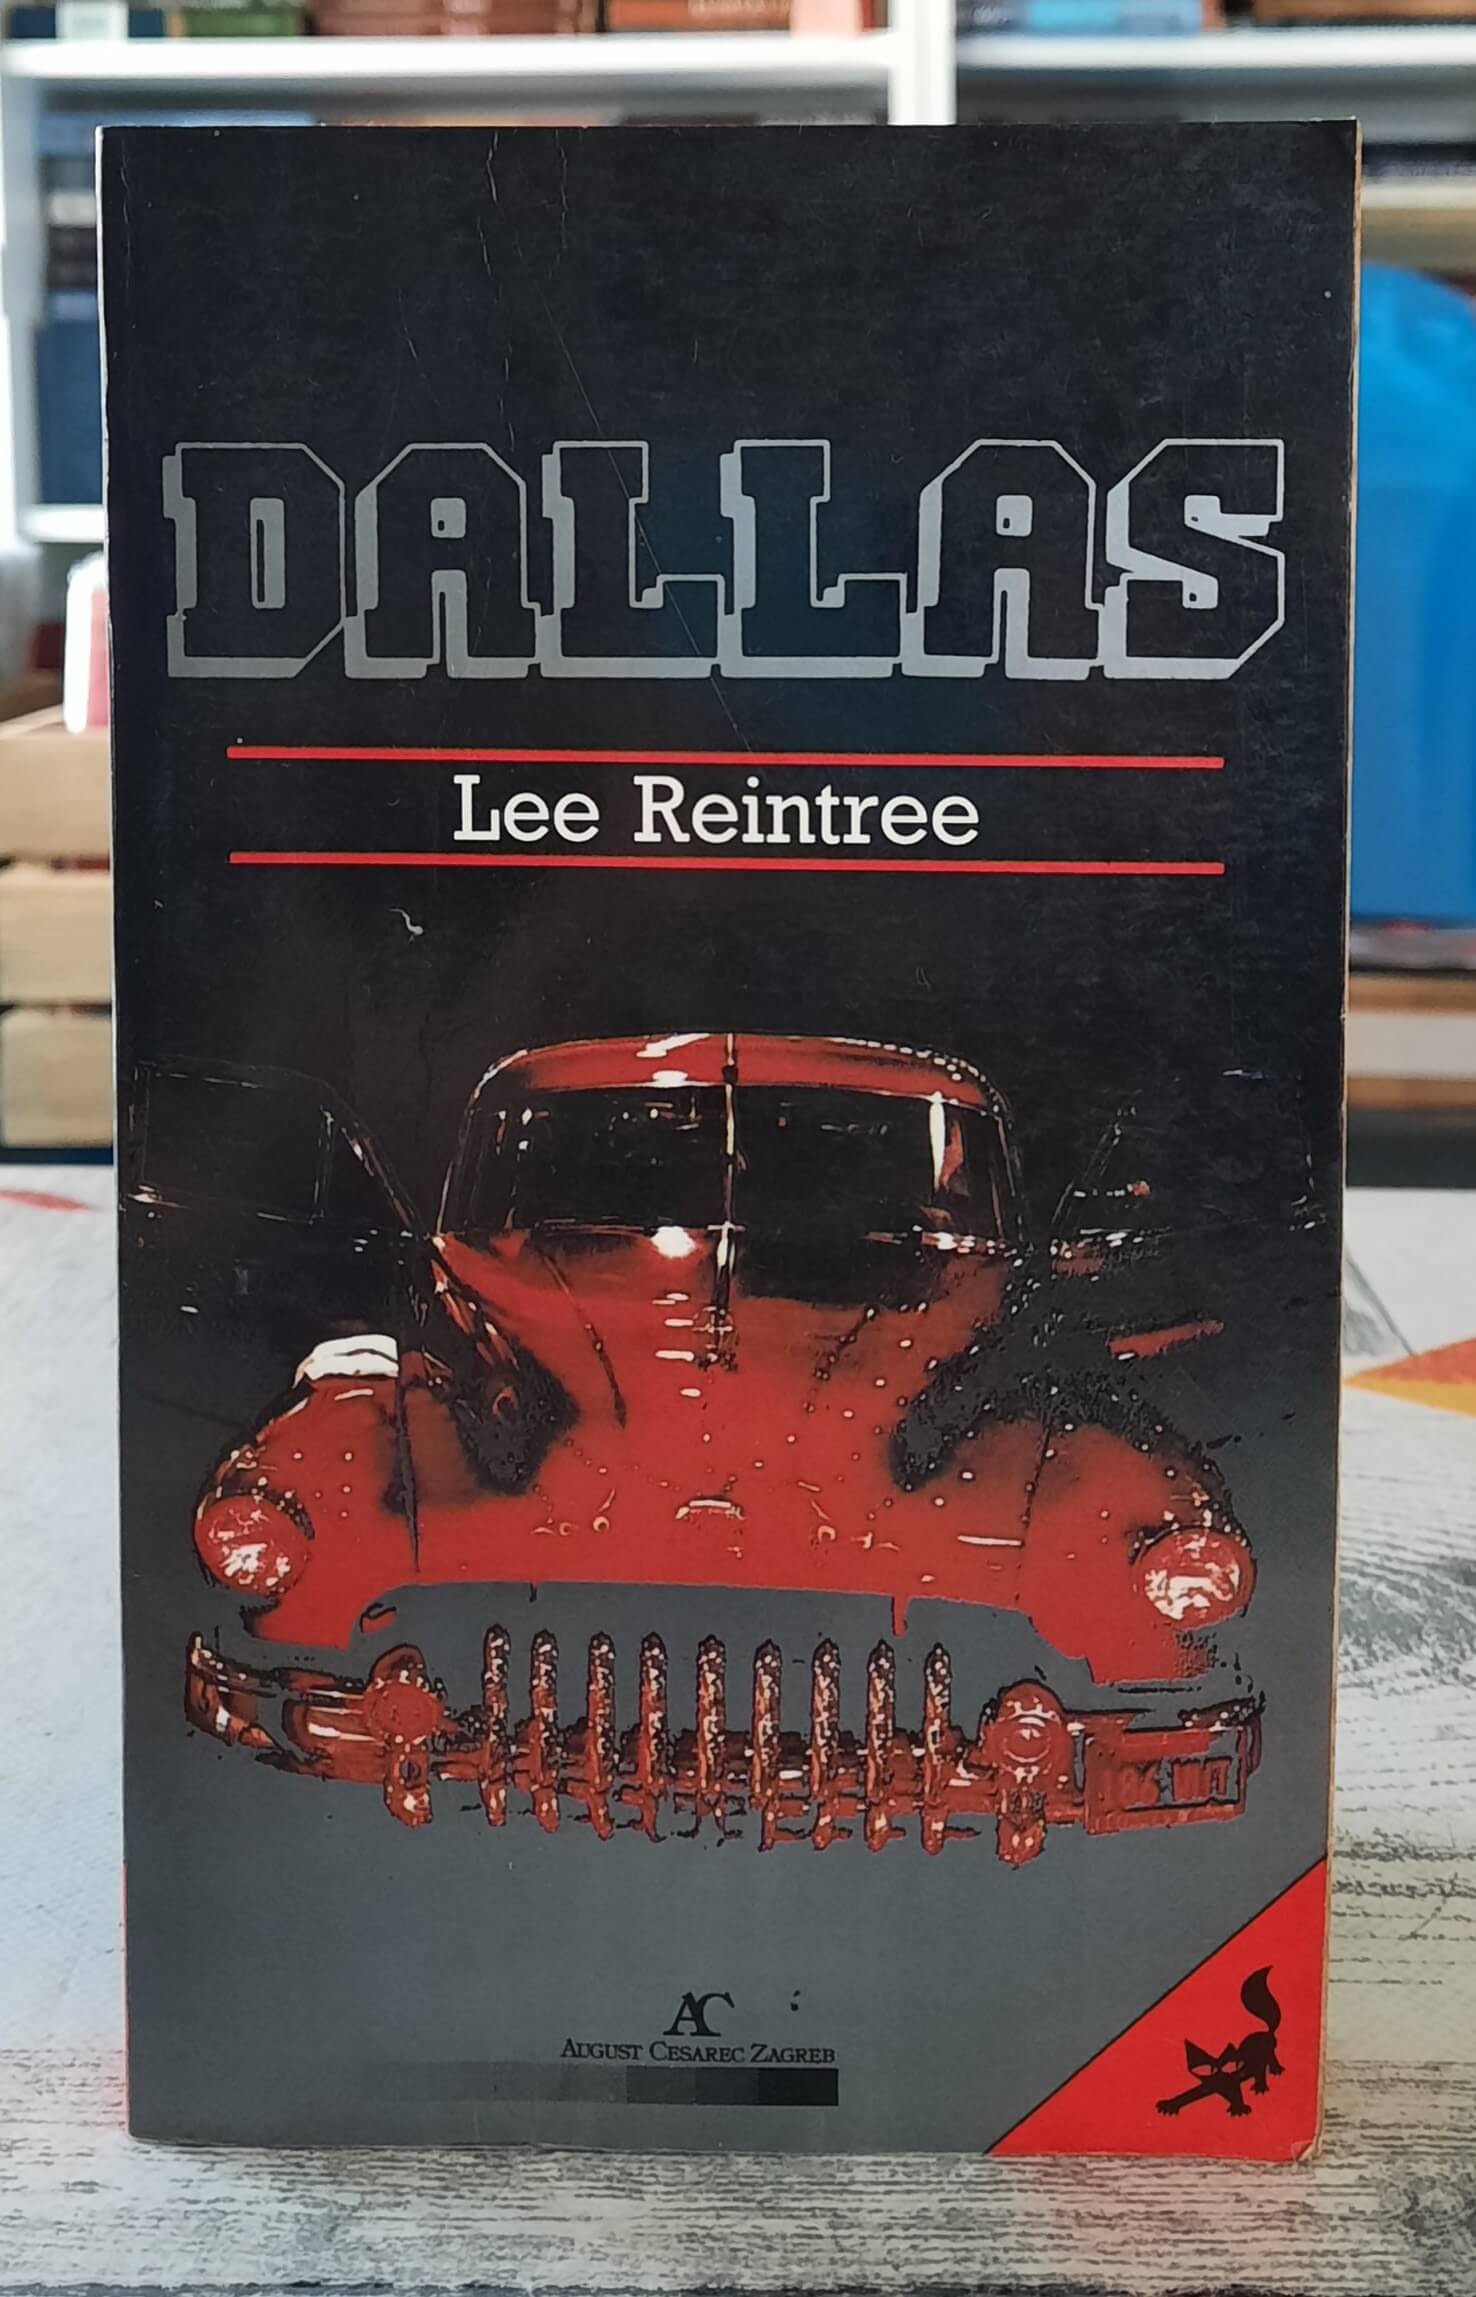 DALLAS
Lee Reintree
AC
AUGUST CESAREC ZAGREB